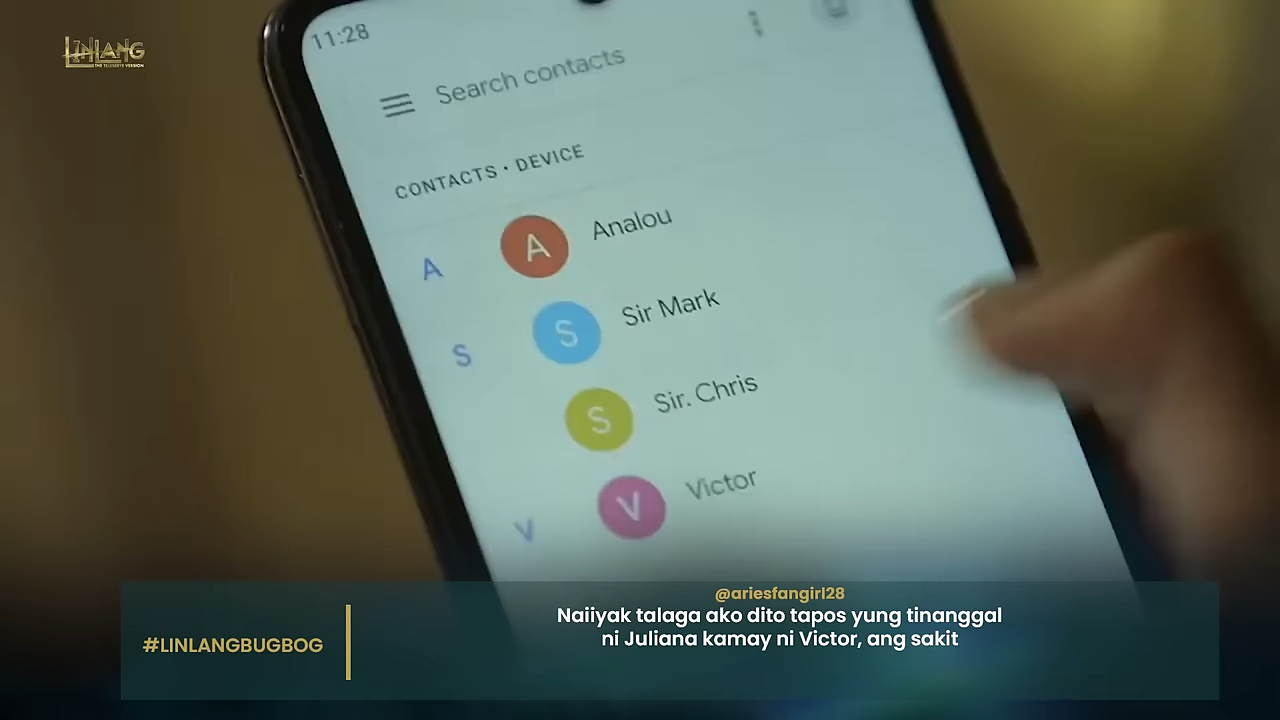 LINLANG
THE TELESERYE VERSION
11:28
Search contacts
CONTACTS • DEVICE
A
A
Analou
S
S
Sir Mark
S
Sir. Chris
V
V
Victor
#LINLANGBUGBOG
@ariesfangirl28
Naiiyak talaga ako dito tapos yung tinanggal
ni Juliana kamay ni Victor, ang sakit